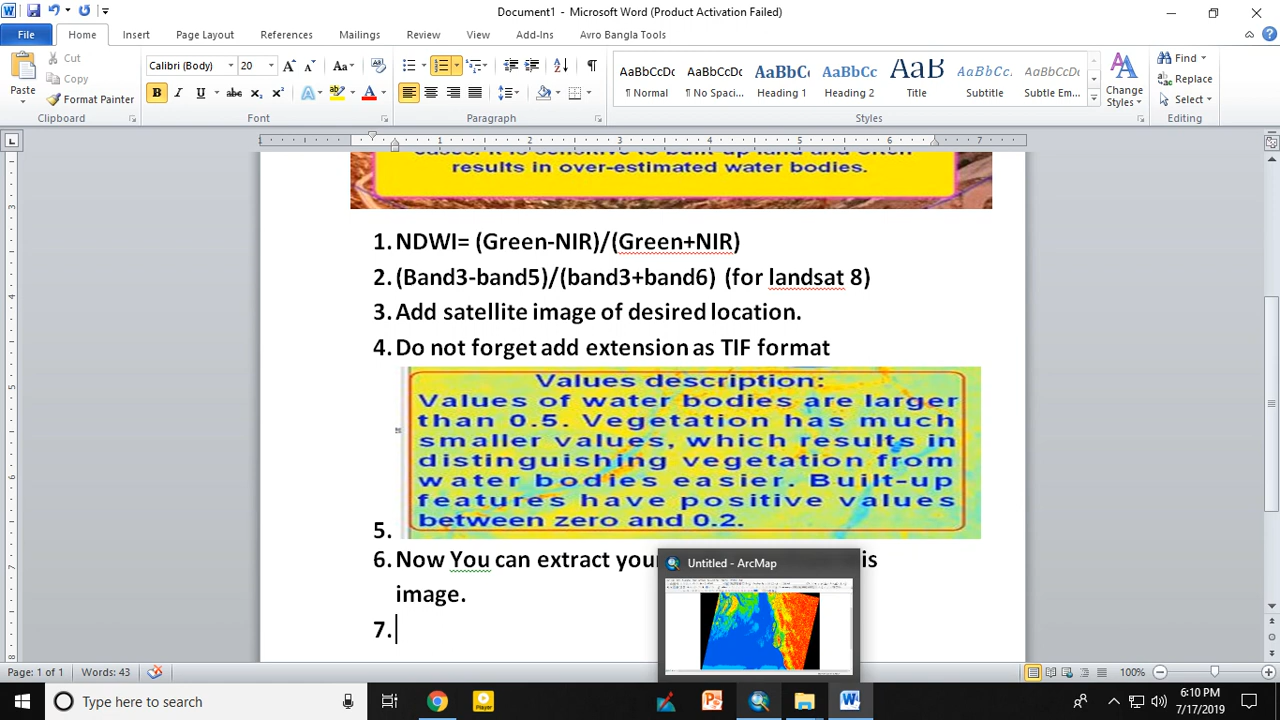 Document1 - Microsoft Word (Product Activation Failed)
File Home Insert Page Layout References Mailings Review View Add-Ins Avro Bangla Tools
Paste
Cut
Copy
Format Painter
Clipboard
Calibri (Body) 20
Font
Paragraph
AaBbCcDc AaBbCcDc AaBbCc AaBbCc AaB AaBbCcL AaBbCcDc
¶ Normal ¶ No Spaci... Heading 1 Heading 2 Title Subtitle Subtle Em...
Styles
Change Styles
Find
Replace
Select
Editing
results in over-estimated water bodies.
1. NDWI= (Green-NIR)/(Green+NIR)
2. (Band3-band5)/(band3+band6) (for landsat 8)
3. Add satellite image of desired location.
4. Do not forget add extension as TIF format
Values description:
Values of water bodies are larger
than 0.5. Vegetation has much
smaller values, which results in
distinguishing vegetation from
water bodies easier. Built-up
features have positive values
between zero and 0.2.
5.
6. Now You can extract your is
image.
7.
Untitled - ArcMap
Page: 1 of 1 Words: 43 100%
Type here to search
6:10 PM
7/17/2019